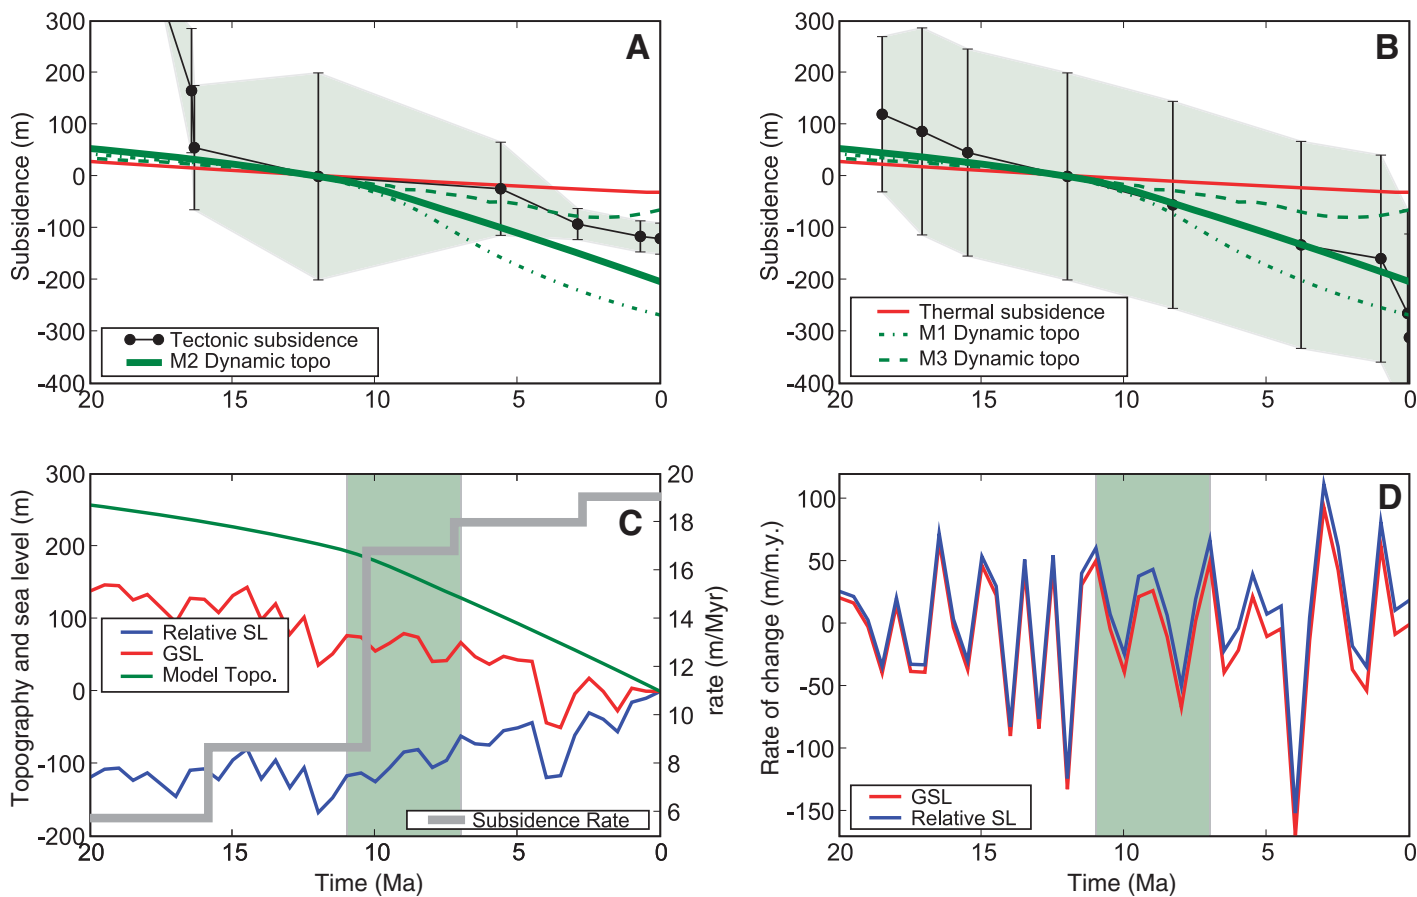 A
300
200
100
0
-100
-200
-300
-400
Subsidence (m)
Tectonic subsidence
M2 Dynamic topo
20
15
10
5
0
B
300
200
100
0
-100
-200
-300
-400
Subsidence (m)
Thermal subsidence
M1 Dynamic topo
M3 Dynamic topo
20
15
10
5
0
C
300
200
100
0
-100
-200
Topography and sea level (m)
Relative SL
GSL
Model Topo.
Subsidence Rate
20
18
16
14
12
10
8
6
rate (m/Myr)
20
15
10
5
0
Time (Ma)
D
100
50
0
-50
-100
-150
Rate of change (m/m.y.)
GSL
Relative SL
20
15
10
5
0
Time (Ma)